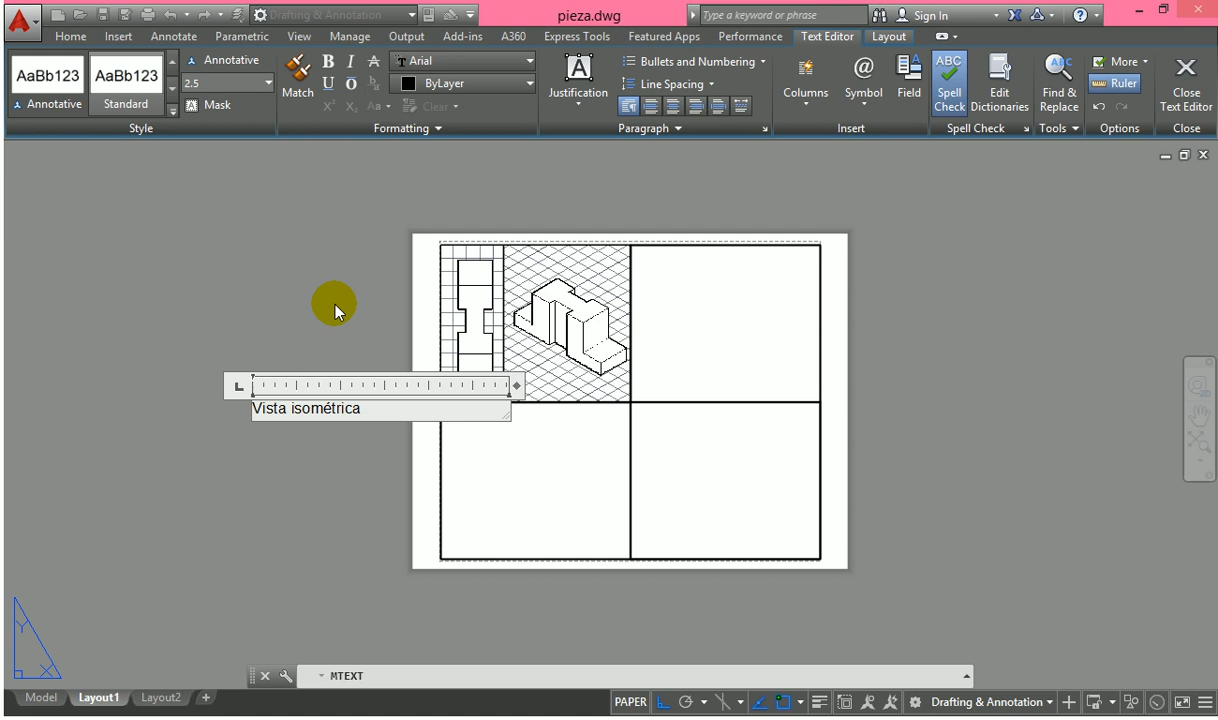 Drafting & Annotation
pieza.dwg
Type a keyword or phrase
Sign In
Home Insert Annotate Parametric View Manage Output Add-ins A360 Express Tools Featured Apps Performance Text Editor Layout
AaBb123 AaBb123
Annotative Standard
Annotative
2.5
Mask
Style
Match
B I A
U O
Aa
Clear
Arial
ByLayer
Formatting
A
Justification
Bullets and Numbering
Line Spacing
Paragraph
Columns
@
Symbol
Field
Insert
ABC
Spell
Check
Edit
Dictionaries
Spell Check
ABC
Find &
Replace
Tools
More
Ruler
Options
Close
Text Editor
Close
Vista isométrica
Y
X
MTEXT
Model Layout1 Layout2 +
PAPER
Drafting & Annotation